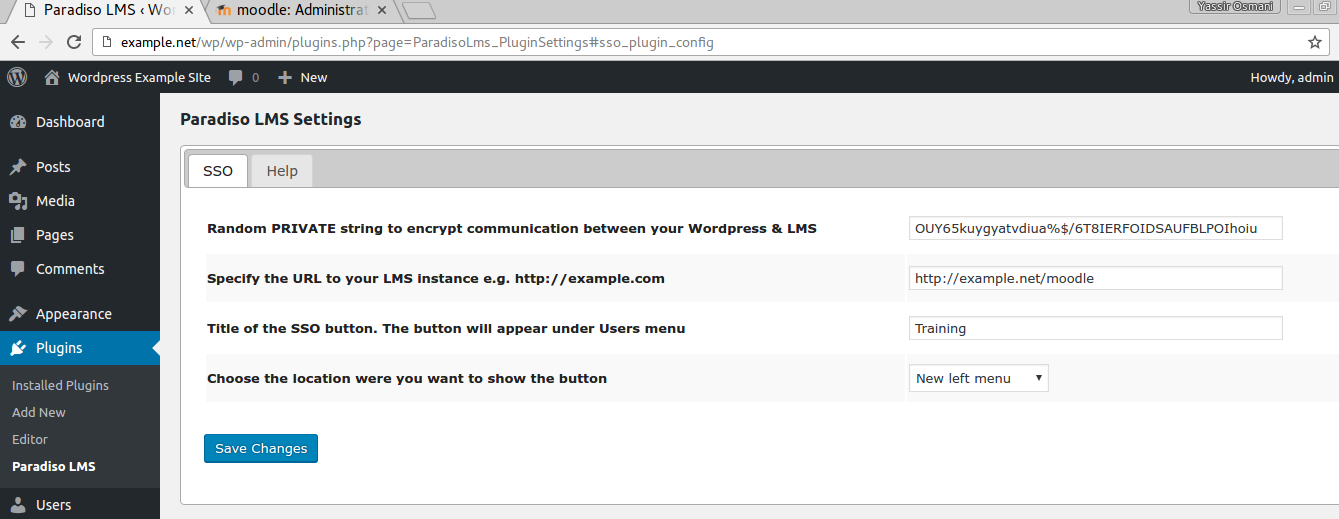 Paradiso LMS ‹ Wor
moodle: Administrat
Yassir Osmani
example.net/wp/wp-admin/plugins.php?page=ParadisoLms_PluginSettings#sso_plugin_config
Wordpress Example SIte 0 New
Howdy, admin
Dashboard
Posts
Media
Pages
Comments
Appearance
Plugins
Installed Plugins
Add New
Editor
Paradiso LMS
Users
Paradiso LMS Settings
SSO Help
Random PRIVATE string to encrypt communication between your Wordpress & LMS
OUY65kuygyatvdiua%$/6T8IERFOIDSAUFBLPOIhoiu
Specify the URL to your LMS instance e.g. http://example.com
http://example.net/moodle
Title of the SSO button. The button will appear under Users menu
Training
Choose the location were you want to show the button
New left menu
Save Changes